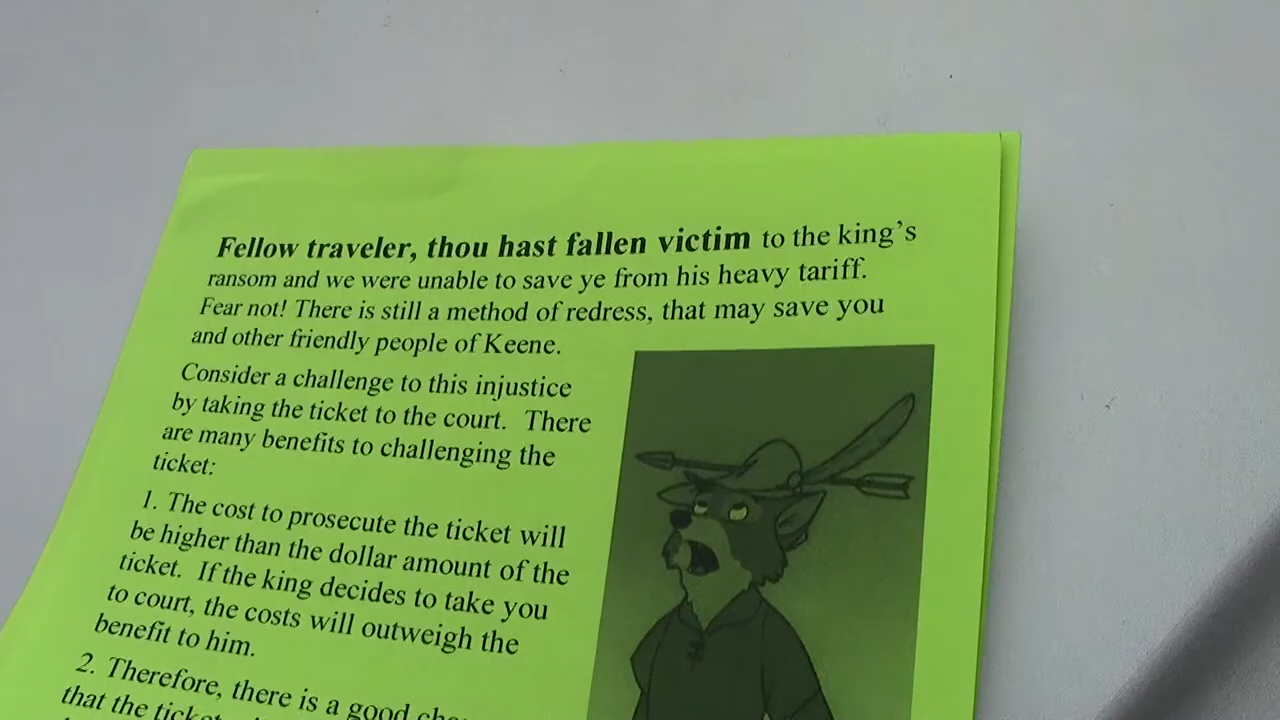 Fellow traveler, thou hast fallen victim to the king's
ransom and we were unable to save ye from his heavy tariff.
Fear not! There is still a method of redress, that may save you
and other friendly people of Keene.
Consider a challenge to this injustice
by taking the ticket to the court. There
are many benefits to challenging the
ticket:
1. The cost to prosecute the ticket will
be higher than the dollar amount of the
ticket. If the king decides to take you
to court, the costs will outweigh the
benefit to him.
2. Therefore, there is a good
that the